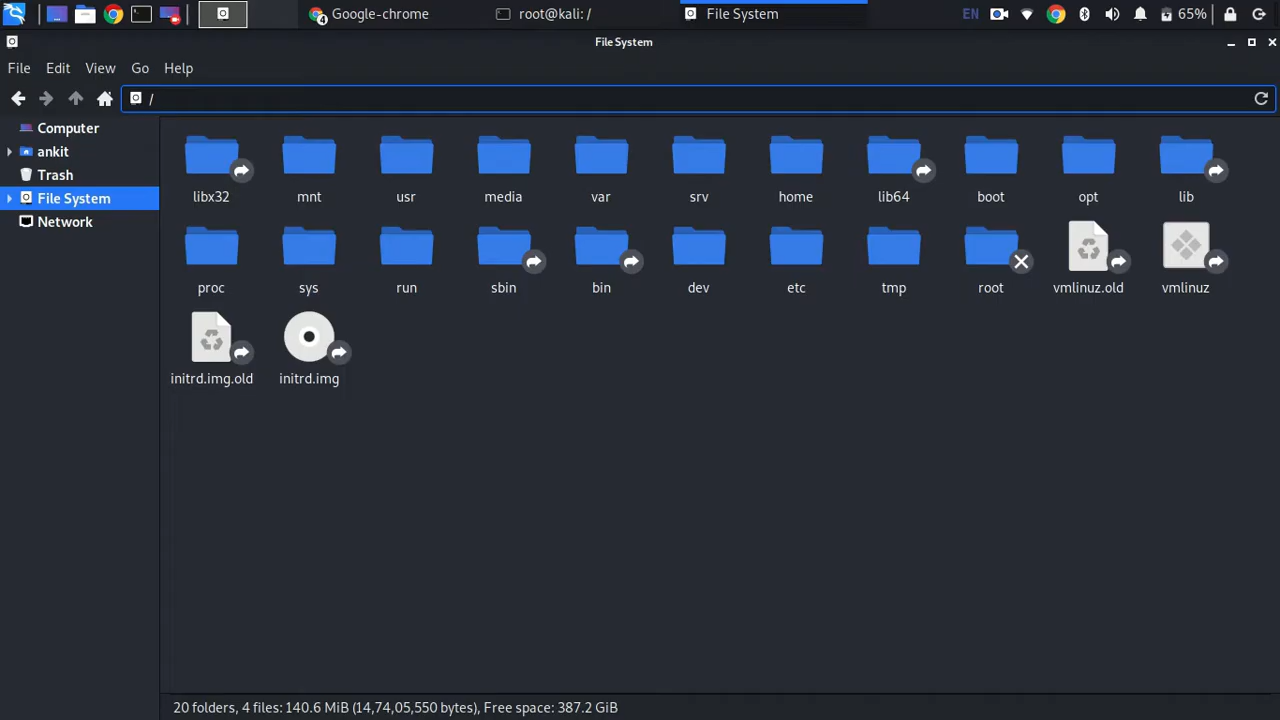 4 Google-chrome root@kali: / File System EN 65%
File System
File Edit View Go Help
/
Computer
ankit
Trash
File System
Network
libx32 mnt usr media var srv home lib64 boot opt lib
proc sys run sbin bin dev etc tmp root vmlinuz.old vmlinuz
initrd.img.old initrd.img
20 folders, 4 files: 140.6 MiB (14,74,05,550 bytes), Free space: 387.2 GiB